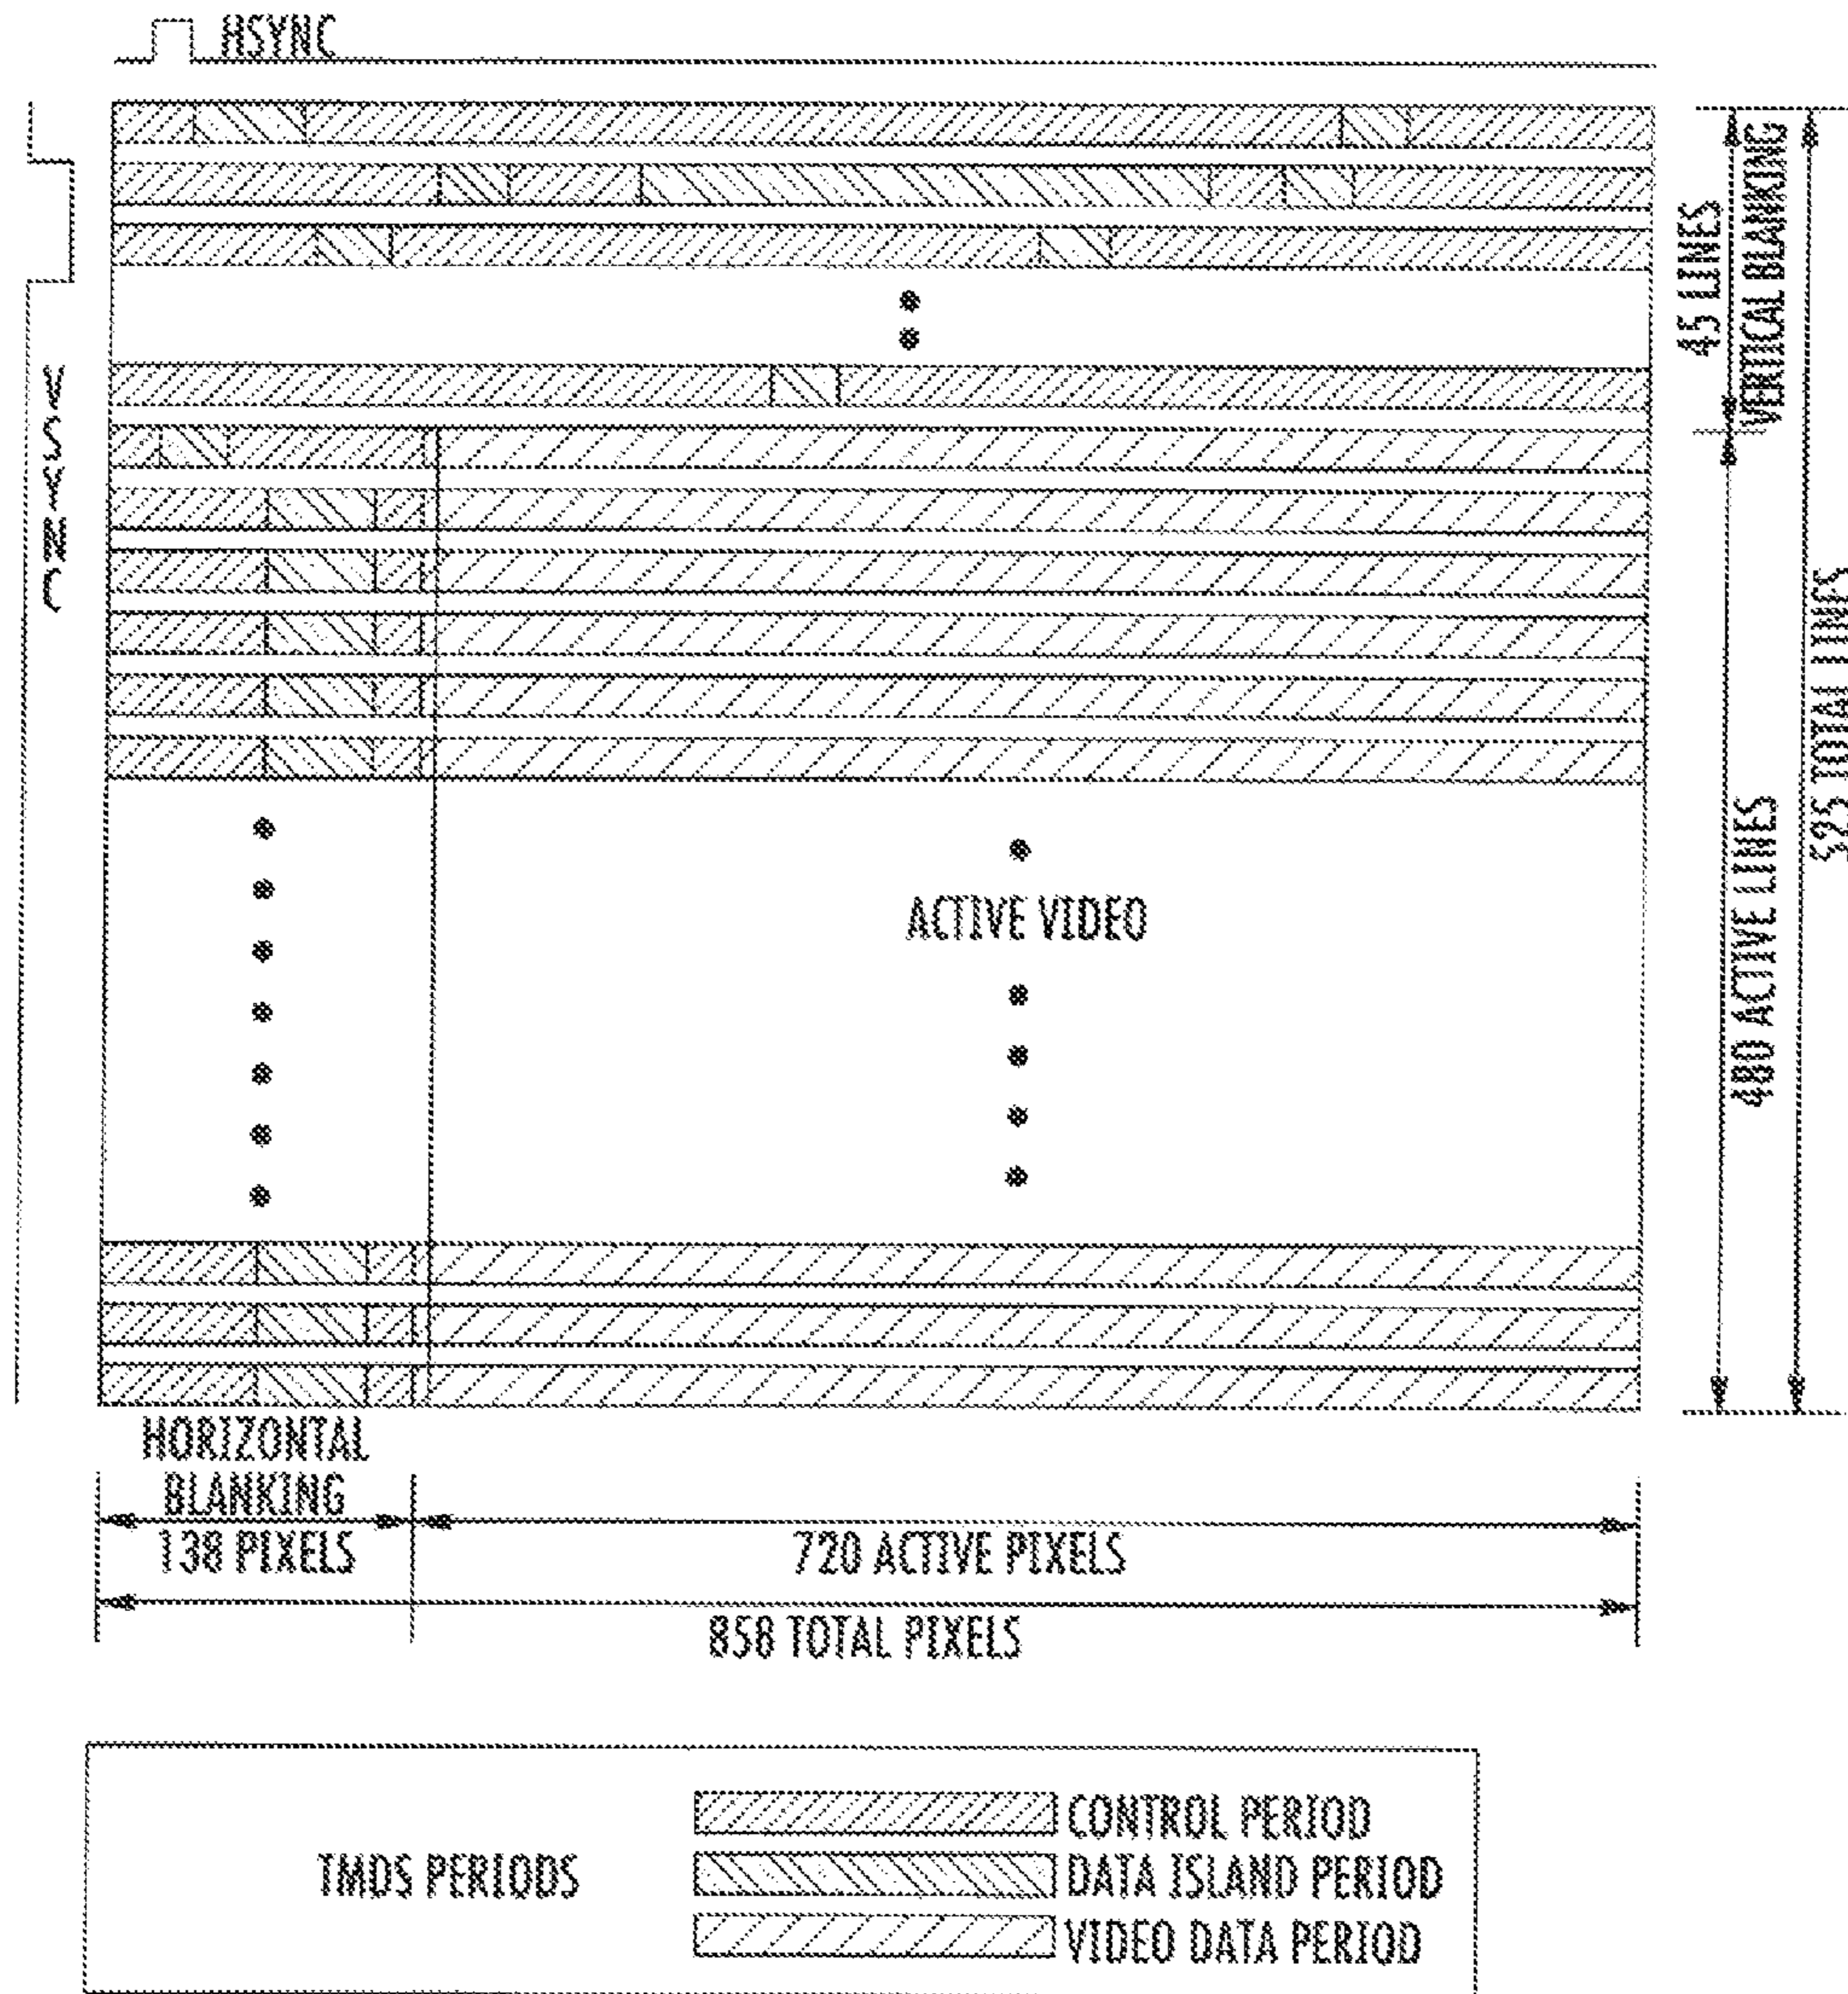 HSYNC
VSYNC
45 LINES
VERTICAL BLANKING
480 ACTIVE LINES
525 TOTAL LINES
ACTIVE VIDEO
HORIZONTAL
BLANKING
138 PIXELS
720 ACTIVE PIXELS
858 TOTAL PIXELS
TMDS PERIODS
CONTROL PERIOD
DATA ISLAND PERIOD
VIDEO DATA PERIOD